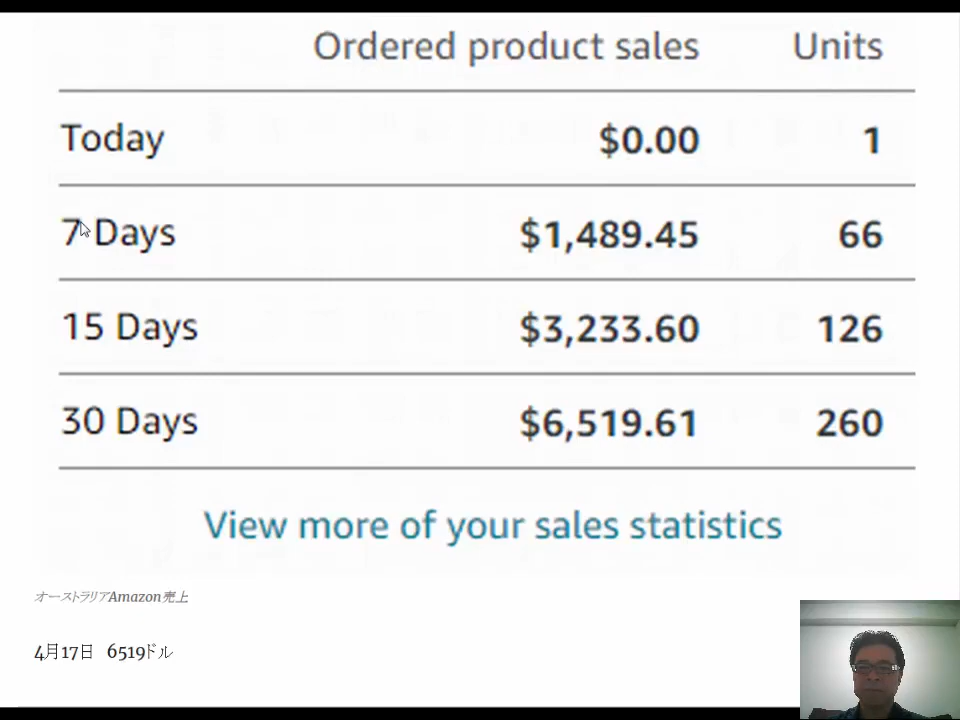 Ordered product sales Units
Today $0.00 1
7 Days $1,489.45 66
15 Days $3,233.60 126
30 Days $6,519.61 260
View more of your sales statistics
オーストラリアAmazon売上
4月17日 6519ドル